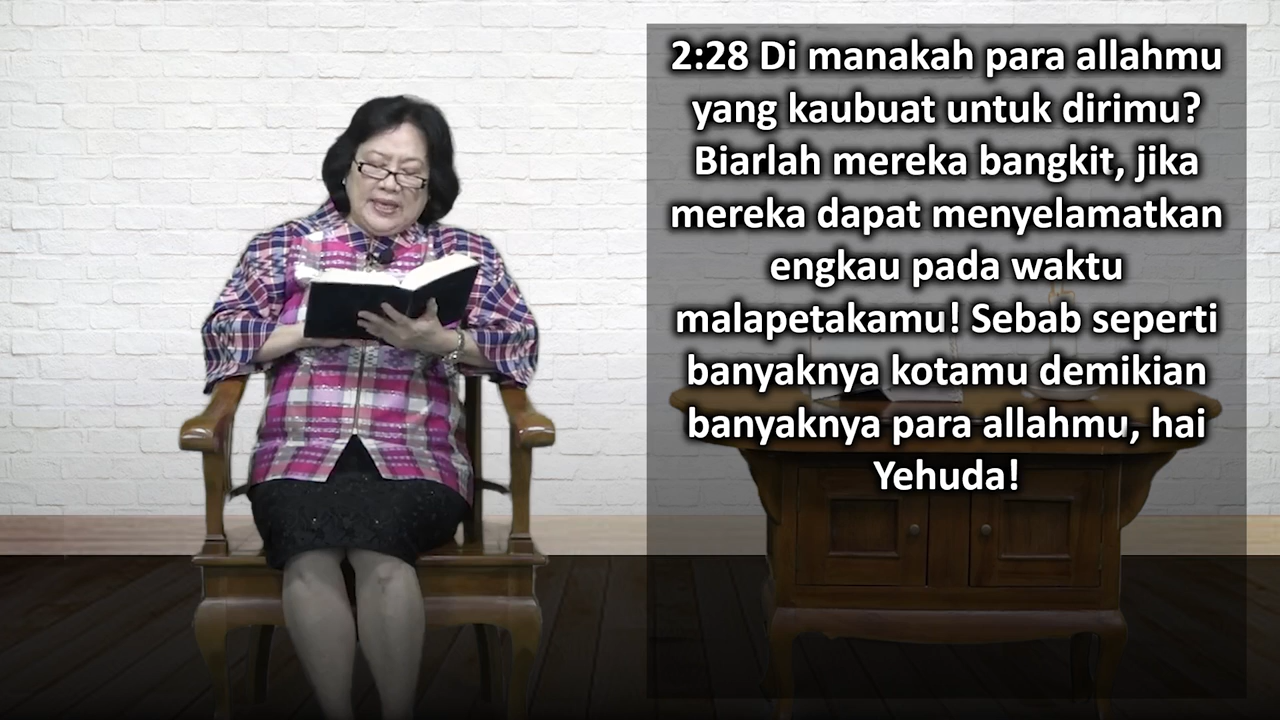 2:28 Di manakah para allahmu
yang kaubuat untuk dirimu?
Biarlah mereka bangkit, jika
mereka dapat menyelamatkan
engkau pada waktu
malapetakamu! Sebab seperti
banyaknya kotamu demikian
banyaknya para allahmu, hai
Yehuda!